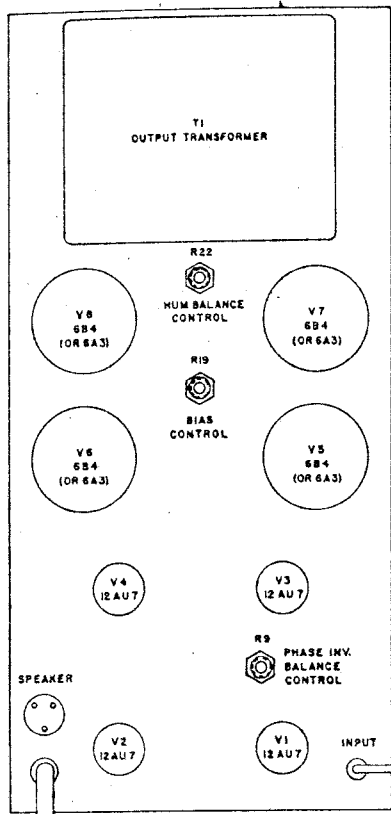 T1
OUTPUT TRANSFORMER
R22
HUM BALANCE
CONTROL
V8
6B4
(OR 6A3)
V7
6B4
(OR 6A3)
R19
BIAS
CONTROL
V6
6B4
(OR 6A3)
V5
6B4
(OR 6A3)
V4
12AU7
V3
12AU7
R9
PHASE INV.
BALANCE
CONTROL
SPEAKER
V2
12AU7
V1
12AU7
INPUT